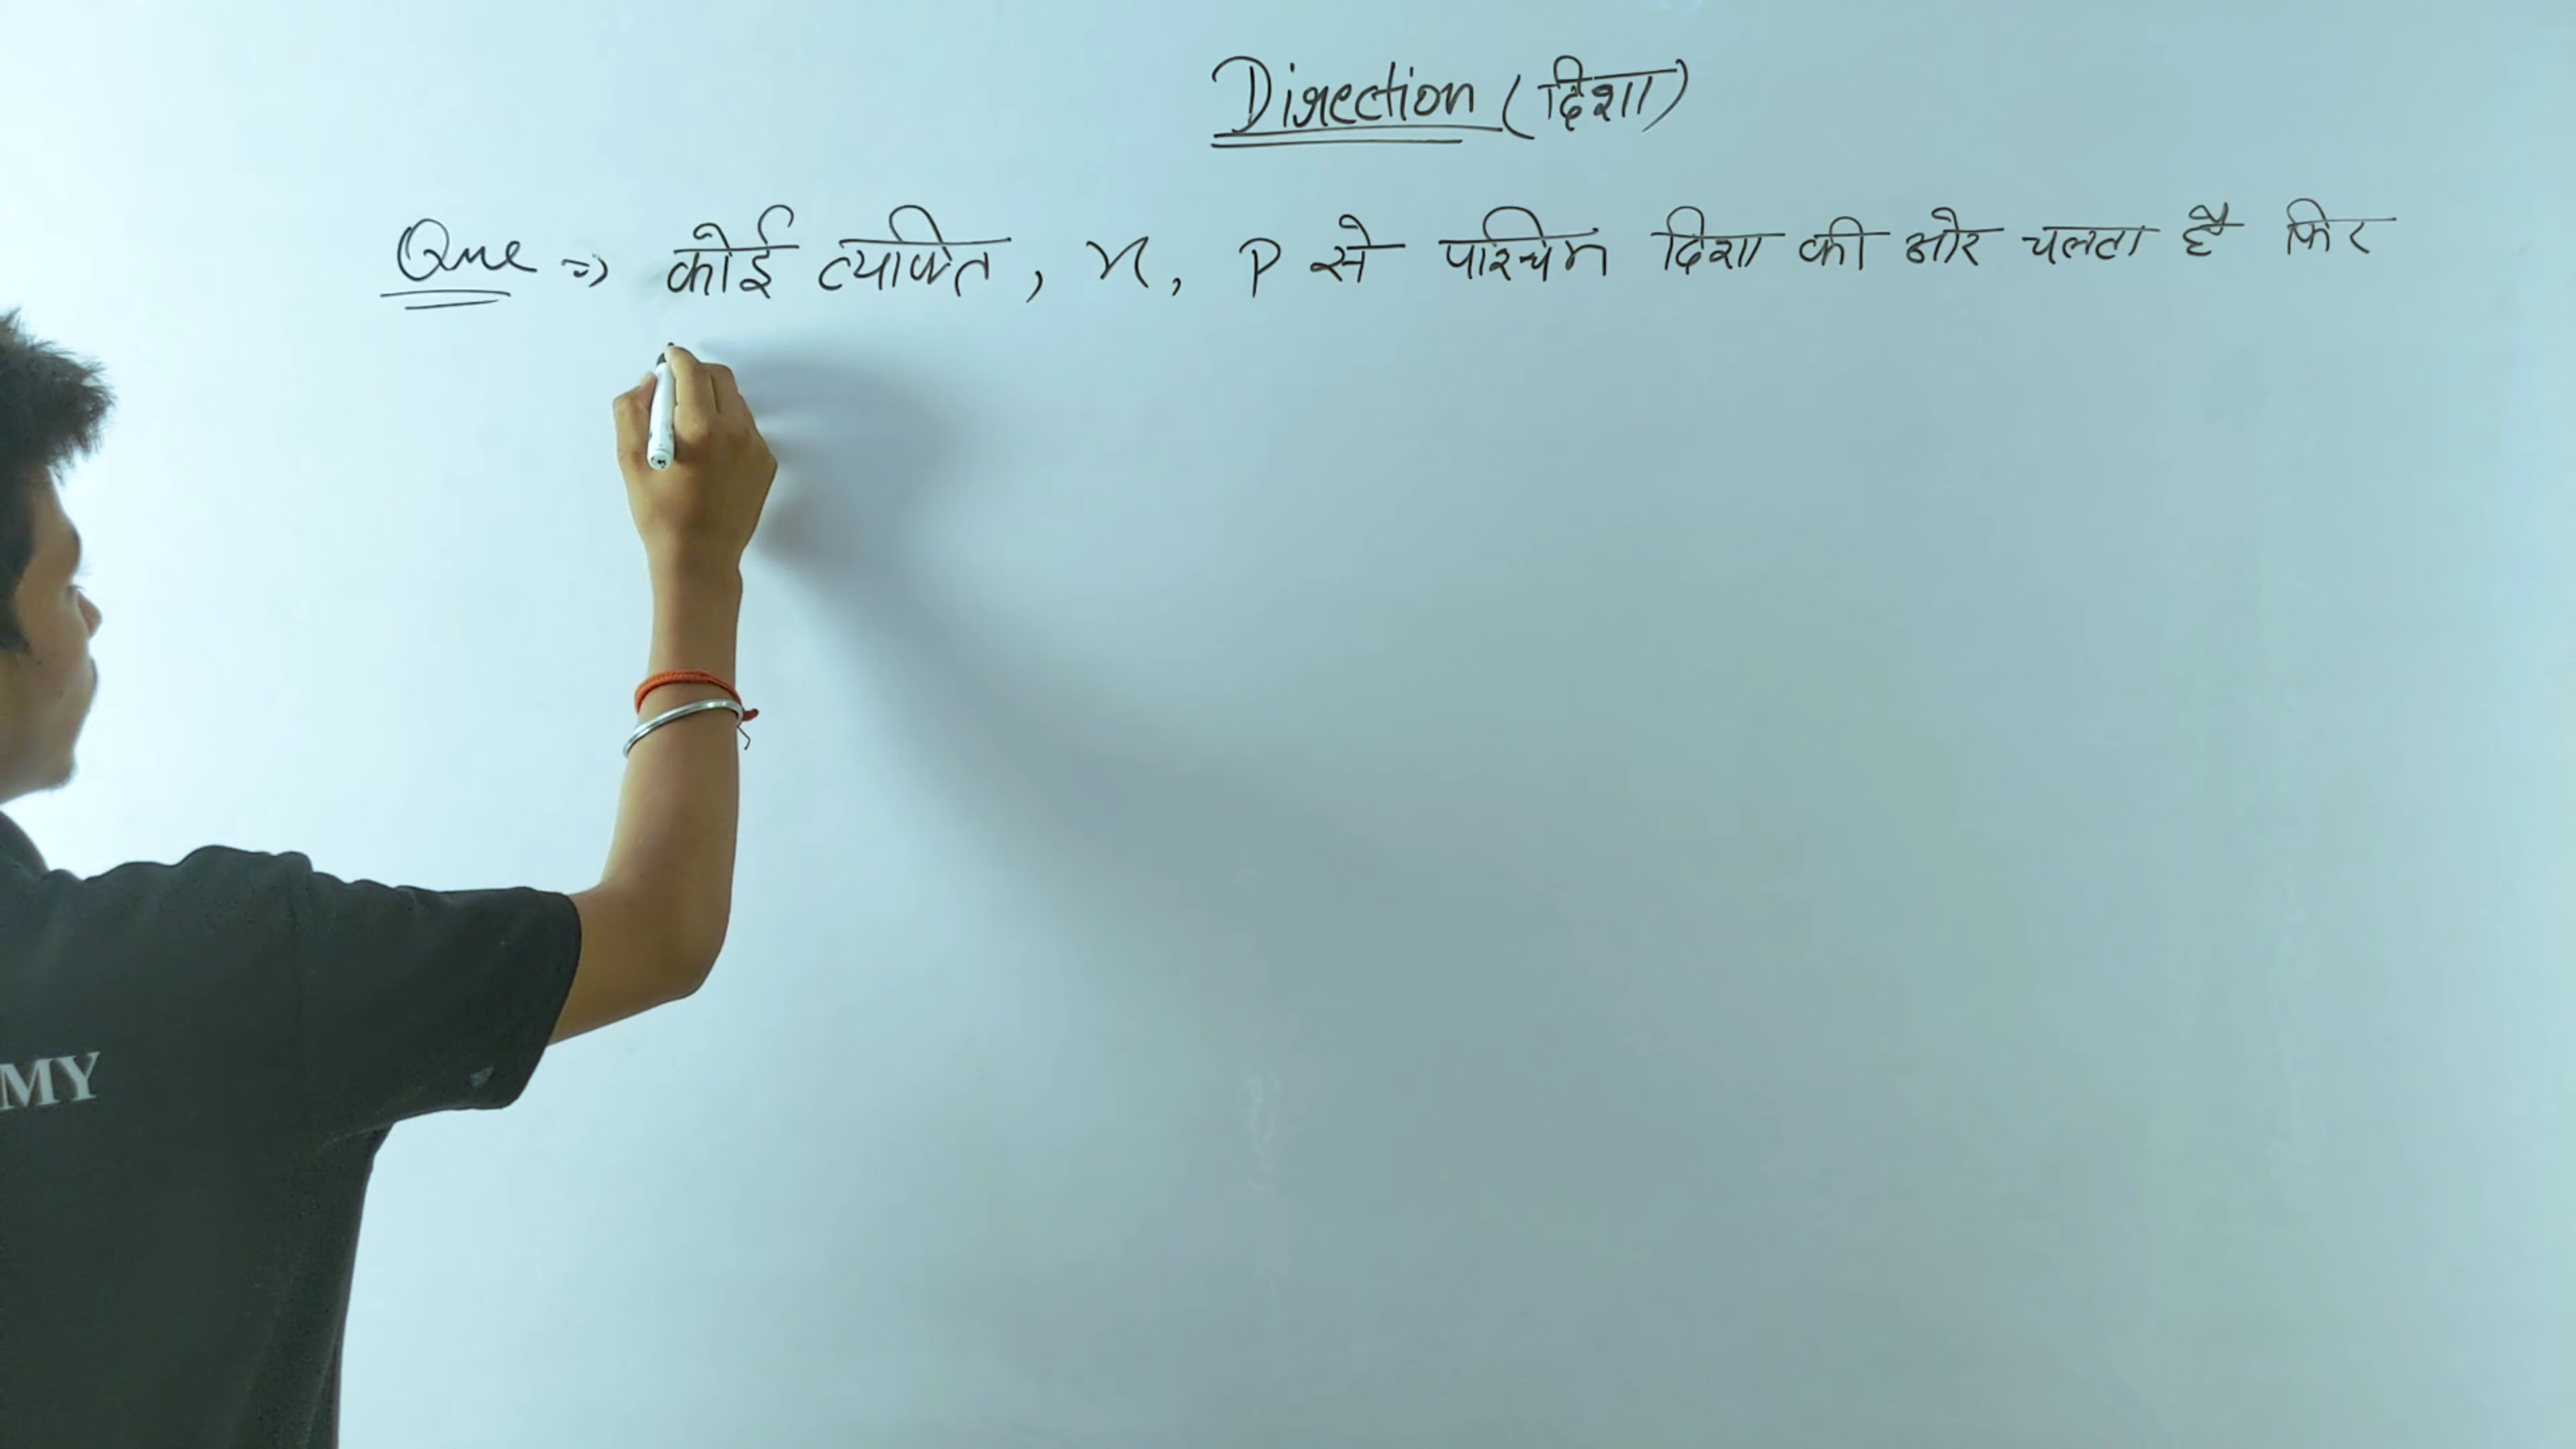 Direction (दिशा)
Que => कोई व्यक्ति, x, P से पश्चिम दिशा की ओर चलता है फिर
MY